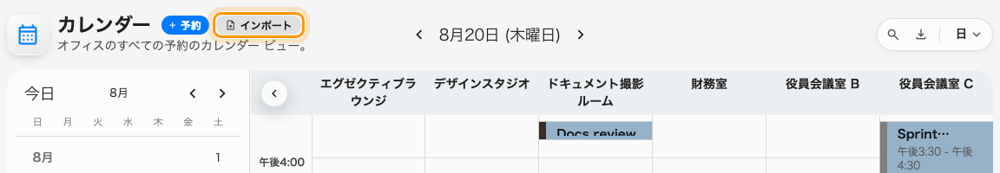 カレンダー
+ 予約
インポート
オフィスのすべての予約のカレンダー ビュー。
8月20日 (木曜日)
日
今日
8月
日 月 火 水 木 金 土
8月 1
エグゼクティブラウンジ
デザインスタジオ
ドキュメント撮影ルーム
財務室
役員会議室 B
役員会議室 C
Docs review
Sprint…
午後3:30 - 午後
4:30
午後4:00